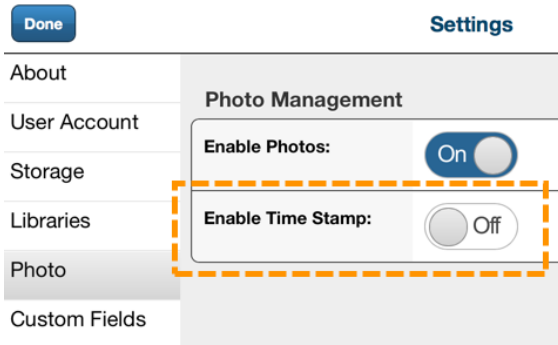 Done
Settings
About
User Account
Storage
Libraries
Photo
Custom Fields
Photo Management
Enable Photos:
On
Enable Time Stamp:
Off